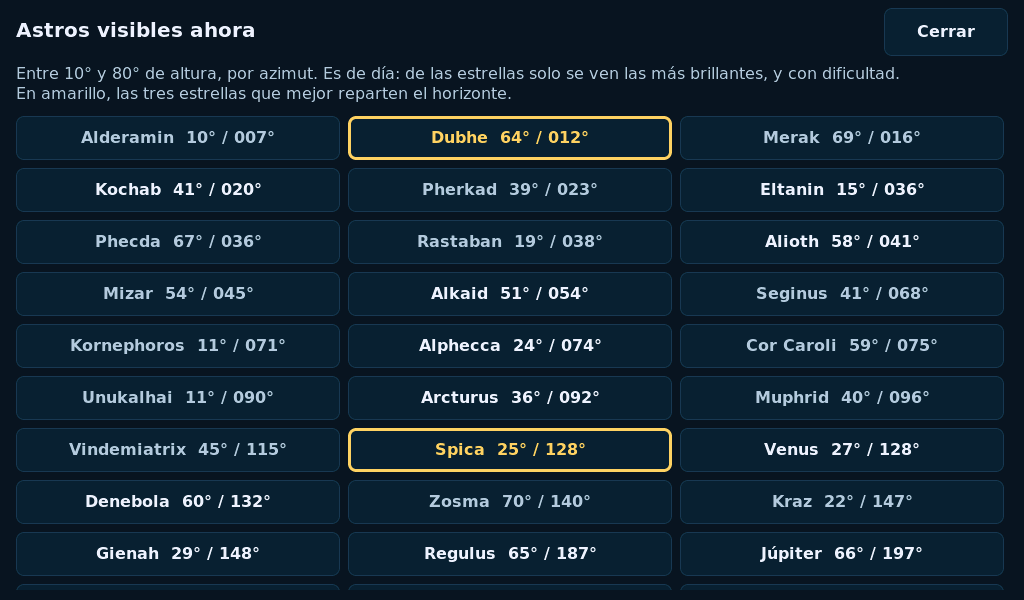 Astros visibles ahora
Cerrar
Entre 10° y 80° de altura, por azimut. Es de día: de las estrellas solo se ven las más brillantes, y con dificultad.
En amarillo, las tres estrellas que mejor reparten el horizonte.
Alderamin 10° / 007°
Dubhe 64° / 012°
Merak 69° / 016°
Kochab 41° / 020°
Pherkad 39° / 023°
Eltanin 15° / 036°
Phecda 67° / 036°
Rastaban 19° / 038°
Alioth 58° / 041°
Mizar 54° / 045°
Alkaid 51° / 054°
Seginus 41° / 068°
Kornephoros 11° / 071°
Alphecca 24° / 074°
Cor Caroli 59° / 075°
Unukalhai 11° / 090°
Arcturus 36° / 092°
Muphrid 40° / 096°
Vindemiatrix 45° / 115°
Spica 25° / 128°
Venus 27° / 128°
Denebola 60° / 132°
Zosma 70° / 140°
Kraz 22° / 147°
Gienah 29° / 148°
Regulus 65° / 187°
Júpiter 66° / 197°